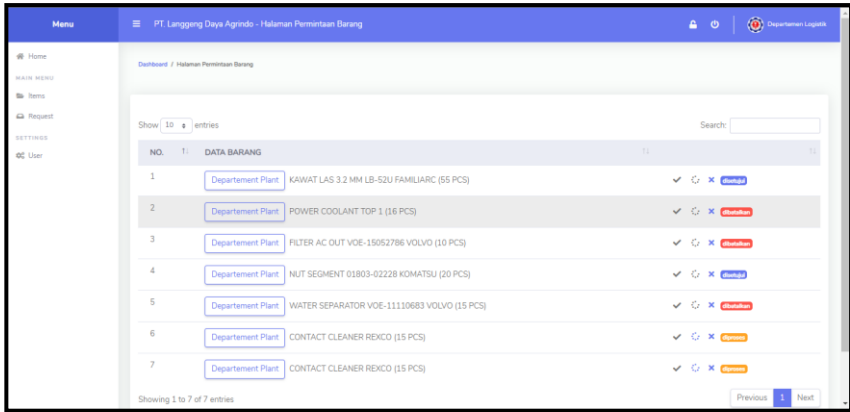 Menu
PT. Langgeng Daya Agrindo - Halaman Permintaan Barang
Departemen Logistik
Home
MAIN MENU
Items
Request
SETTINGS
User
Dashboard / Halaman Permintaan Barang
Show 10 entries
Search:
NO. DATA BARANG
1 Departement Plant KAWAT LAS 3.2 MM LB-52U FAMILIARC (55 PCS) disetujui
2 Departement Plant POWER COOLANT TOP 1 (16 PCS) dibatalkan
3 Departement Plant FILTER AC OUT VOE-15052786 VOLVO (10 PCS) dibatalkan
4 Departement Plant NUT SEGMENT 01803-02228 KOMATSU (20 PCS) disetujui
5 Departement Plant WATER SEPARATOR VOE-11110683 VOLVO (15 PCS) dibatalkan
6 Departement Plant CONTACT CLEANER REXCO (15 PCS) diproses
7 Departement Plant CONTACT CLEANER REXCO (15 PCS) diproses
Showing 1 to 7 of 7 entries
Previous 1 Next